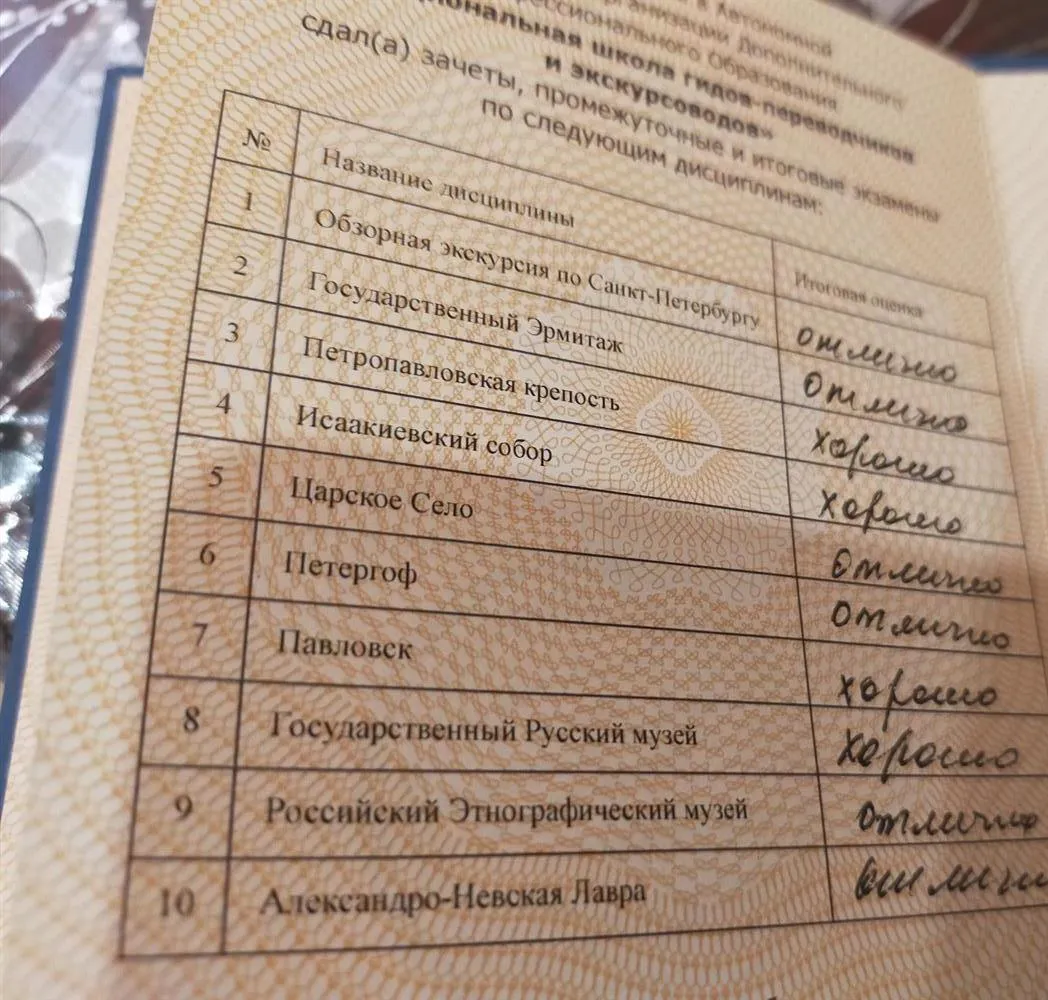 в Автономной
Дополнительного
Образования
школа гидов-переводчиков
и экскурсоводов»
сдал(а) зачеты, промежуточные и итоговые экзамены
по следующим дисциплинам:
№ Название дисциплины Итоговая оценка
1 Обзорная экскурсия по Санкт-Петербургу отлично
2 Государственный Эрмитаж отлично
3 Петропавловская крепость хорошо
4 Исаакиевский собор хорошо
5 Царское Село отлично
6 Петергоф отлично
7 Павловск хорошо
8 Государственный Русский музей хорошо
9 Российский Этнографический музей отлично
10 Александро-Невская Лавра